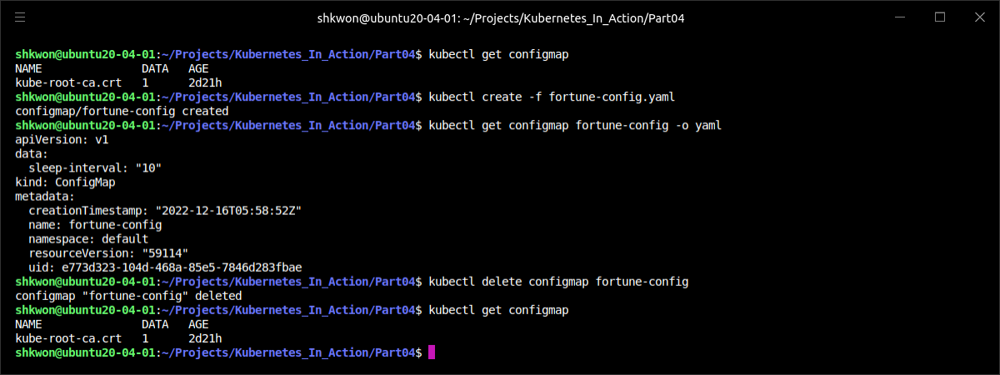 shkwon@ubuntu20-04-01: ~/Projects/Kubernetes_In_Action/Part04
shkwon@ubuntu20-04-01:~/Projects/Kubernetes_In_Action/Part04$ kubectl get configmap
NAME               DATA   AGE
kube-root-ca.crt   1      2d21h
shkwon@ubuntu20-04-01:~/Projects/Kubernetes_In_Action/Part04$ kubectl create -f fortune-config.yaml
configmap/fortune-config created
shkwon@ubuntu20-04-01:~/Projects/Kubernetes_In_Action/Part04$ kubectl get configmap fortune-config -o yaml
apiVersion: v1
data:
  sleep-interval: "10"
kind: ConfigMap
metadata:
  creationTimestamp: "2022-12-16T05:58:52Z"
  name: fortune-config
  namespace: default
  resourceVersion: "59114"
  uid: e773d323-104d-468a-85e5-7846d283fbae
shkwon@ubuntu20-04-01:~/Projects/Kubernetes_In_Action/Part04$ kubectl delete configmap fortune-config
configmap "fortune-config" deleted
shkwon@ubuntu20-04-01:~/Projects/Kubernetes_In_Action/Part04$ kubectl get configmap
NAME               DATA   AGE
kube-root-ca.crt   1      2d21h
shkwon@ubuntu20-04-01:~/Projects/Kubernetes_In_Action/Part04$